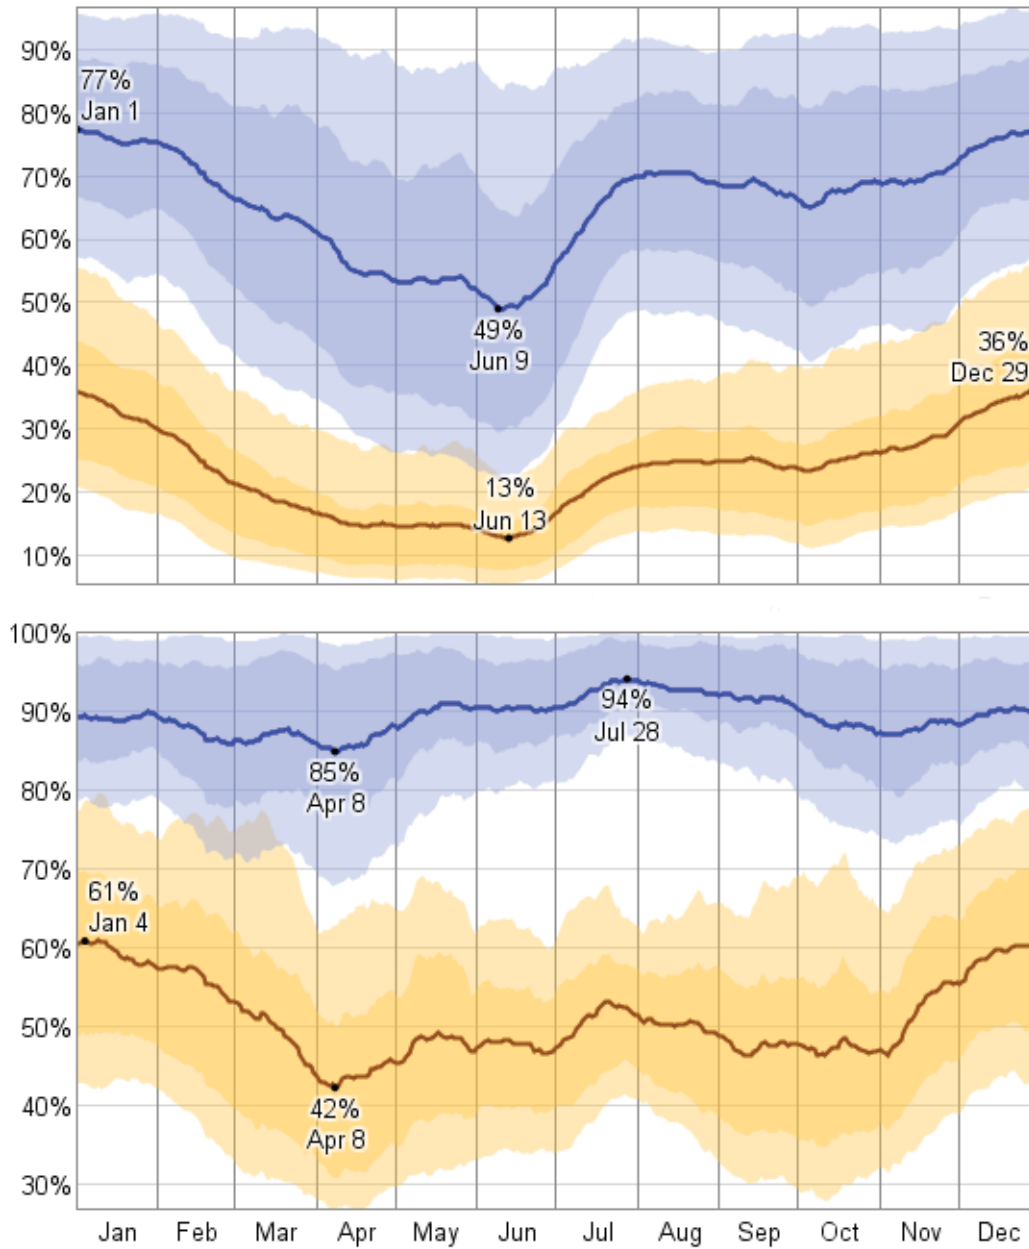 90%
77%
Jan 1
80%
70%
60%
50%
49%
Jun 9
40%
36%
Dec 29
30%
20%
13%
Jun 13
10%
100%
90%
94%
Jul 28
85%
Apr 8
80%
70%
61%
Jan 4
60%
50%
40%
42%
Apr 8
30%
Jan Feb Mar Apr May Jun Jul Aug Sep Oct Nov Dec